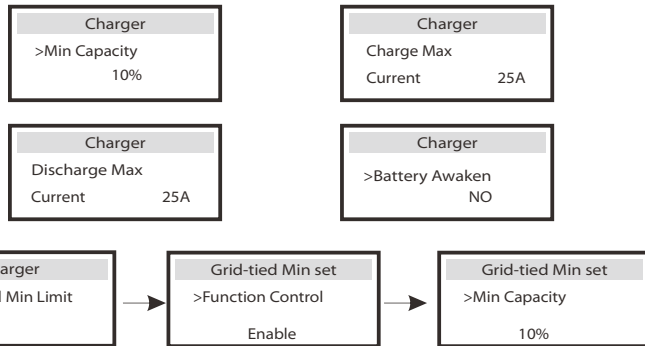 Charger
>Min Capacity
10%
Charger
Charge Max
Current 25A
Charger
Discharge Max
Current 25A
Charger
>Battery Awaken
NO
Min Limit
Grid-tied Min set
>Function Control
Enable
Grid-tied Min set
>Min Capacity
10%